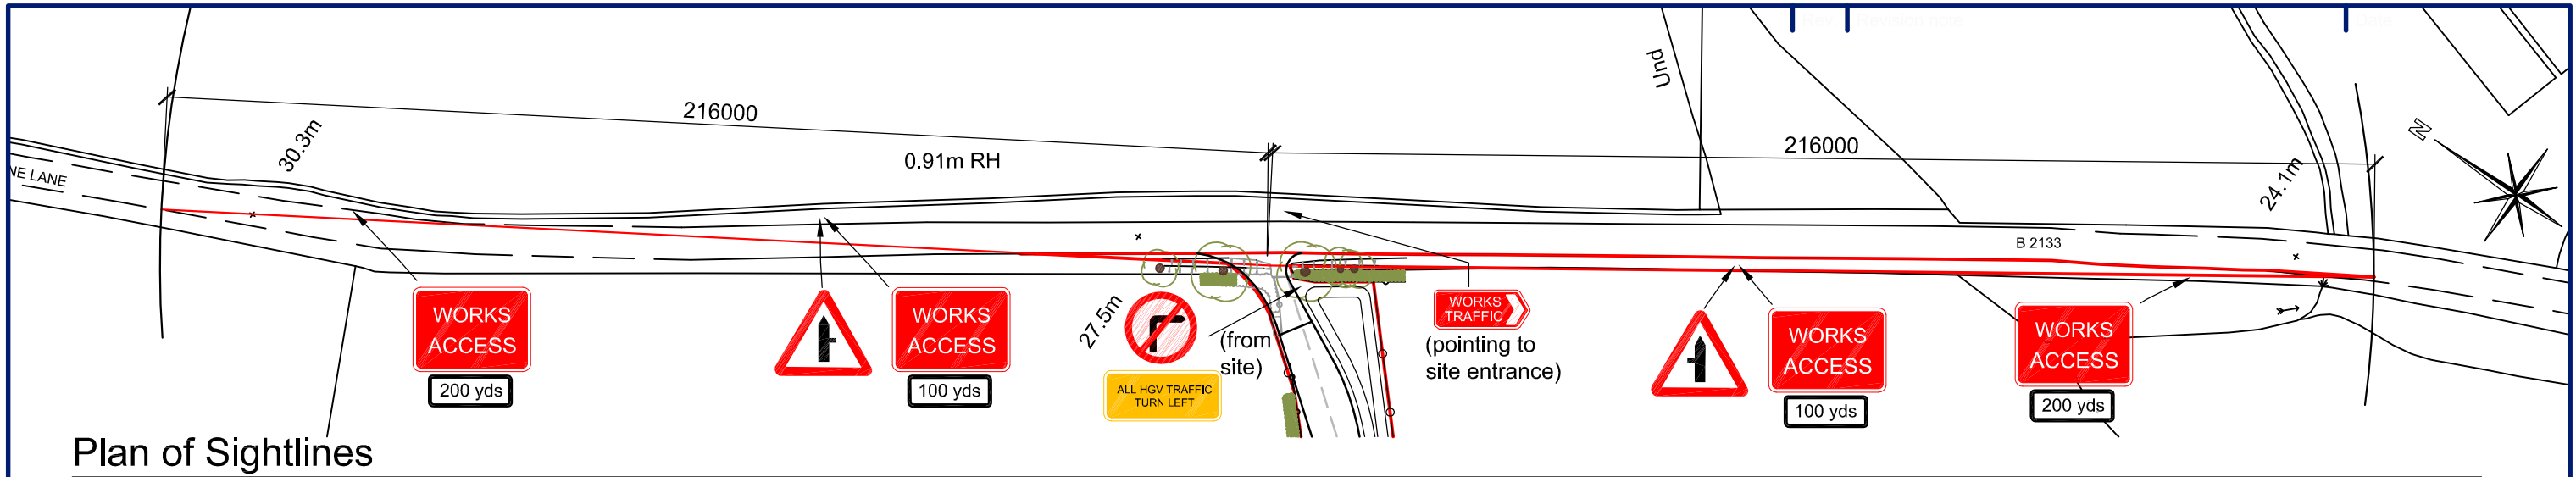 216000
216000
30.3m
0.91m RH
Und
24.1m
N
NE LANE
B 2133
WORKS
ACCESS
200 yds
WORKS
ACCESS
100 yds
27.5m
ALL HGV TRAFFIC
TURN LEFT
(from
site)
WORKS
TRAFFIC
(pointing to
site entrance)
WORKS
ACCESS
100 yds
WORKS
ACCESS
200 yds
Plan of Sightlines